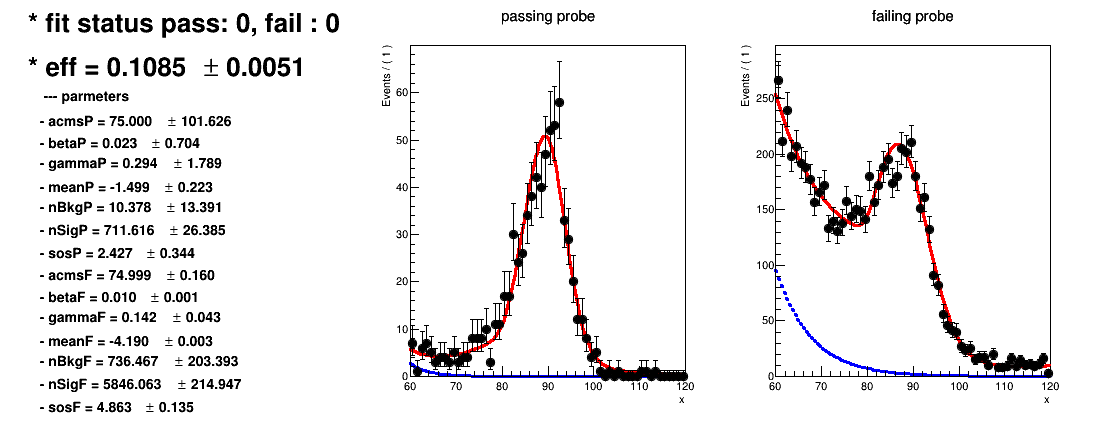 * fit status pass: 0, fail : 0
* eff = 0.1085 ± 0.0051
--- parmeters
- acmsP = 75.000 ± 101.626
- betaP = 0.023 ± 0.704
- gammaP = 0.294 ± 1.789
- meanP = -1.499 ± 0.223
- nBkgP = 10.378 ± 13.391
- nSigP = 711.616 ± 26.385
- sosP = 2.427 ± 0.344
- acmsF = 74.999 ± 0.160
- betaF = 0.010 ± 0.001
- gammaF = 0.142 ± 0.043
- meanF = -4.190 ± 0.003
- nBkgF = 736.467 ± 203.393
- nSigF = 5846.063 ± 214.947
- sosF = 4.863 ± 0.135
passing probe
Events / ( 1 )
60
50
40
30
20
10
0
60 70 80 90 100 110 120
x
failing probe
Events / ( 1 )
250
200
150
100
50
0
60 70 80 90 100 110 120
x